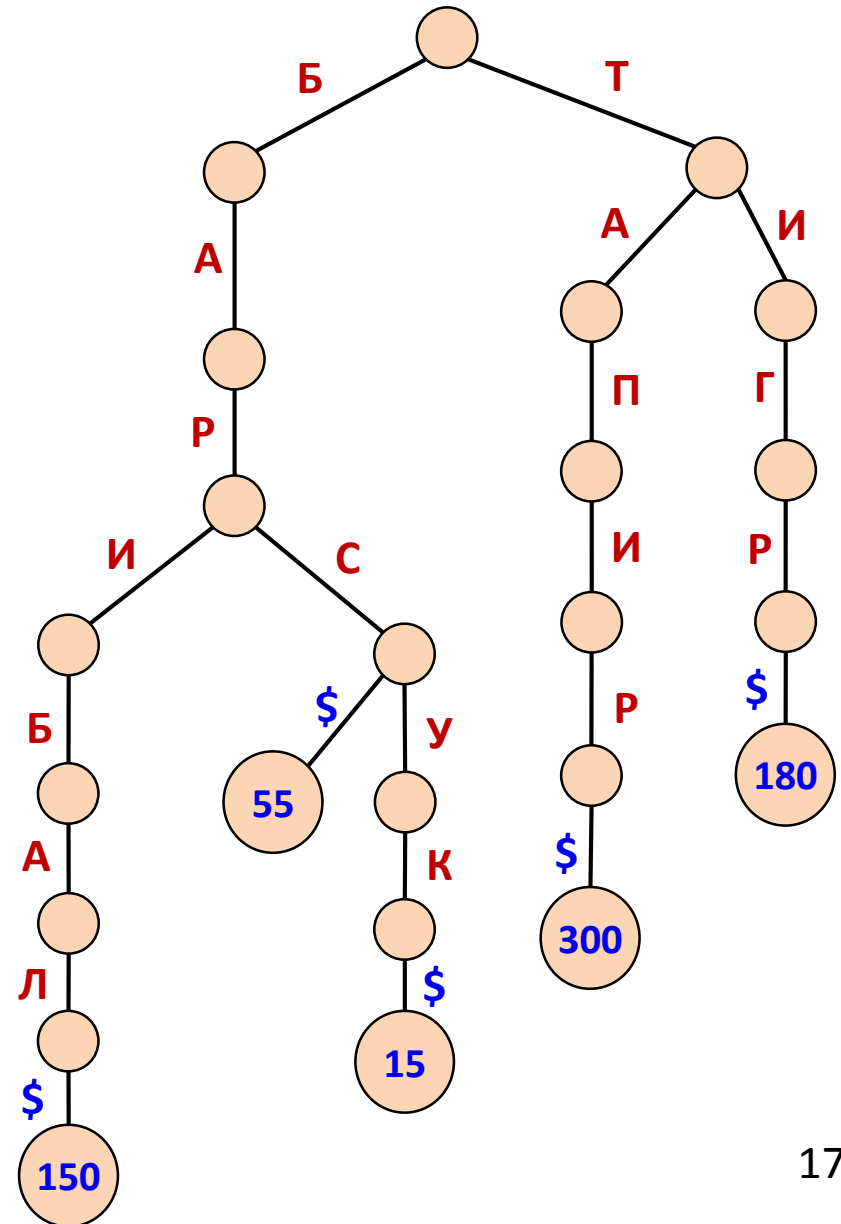 Б Т
А И
А
П Г
Р
И С И Р
$ $
Б У Р
55 180
А К $
300
Л $
15
$
150 17